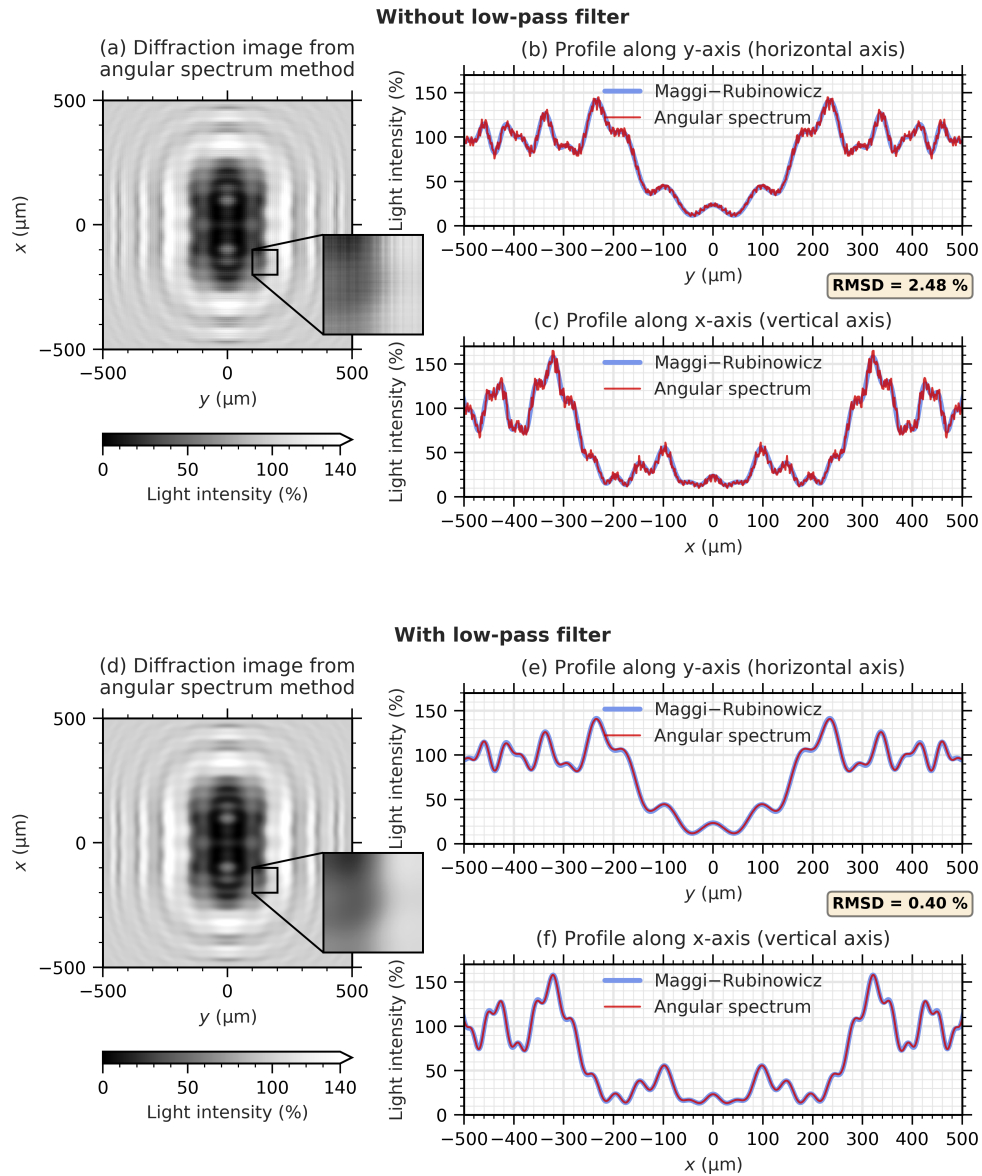 Without low-pass filter
(a) Diffraction image from
angular spectrum method
500
0
−500
x (µm)
−500 0 500
y (µm)
0 50 100 140
Light intensity (%)
(b) Profile along y-axis (horizontal axis)
Light intensity (%)
150
100
50
0
Maggi−Rubinowicz
Angular spectrum
−500 −400 −300 −200 −100 0 100 200 300 400 500
y (µm)
RMSD = 2.48 %
(c) Profile along x-axis (vertical axis)
Light intensity (%)
150
100
50
0
Maggi−Rubinowicz
Angular spectrum
−500 −400 −300 −200 −100 0 100 200 300 400 500
x (µm)
With low-pass filter
(d) Diffraction image from
angular spectrum method
500
0
−500
x (µm)
−500 0 500
y (µm)
0 50 100 140
Light intensity (%)
(e) Profile along y-axis (horizontal axis)
Light intensity (%)
150
100
50
0
Maggi−Rubinowicz
Angular spectrum
−500 −400 −300 −200 −100 0 100 200 300 400 500
y (µm)
RMSD = 0.40 %
(f) Profile along x-axis (vertical axis)
Light intensity (%)
150
100
50
0
Maggi−Rubinowicz
Angular spectrum
−500 −400 −300 −200 −100 0 100 200 300 400 500
x (µm)